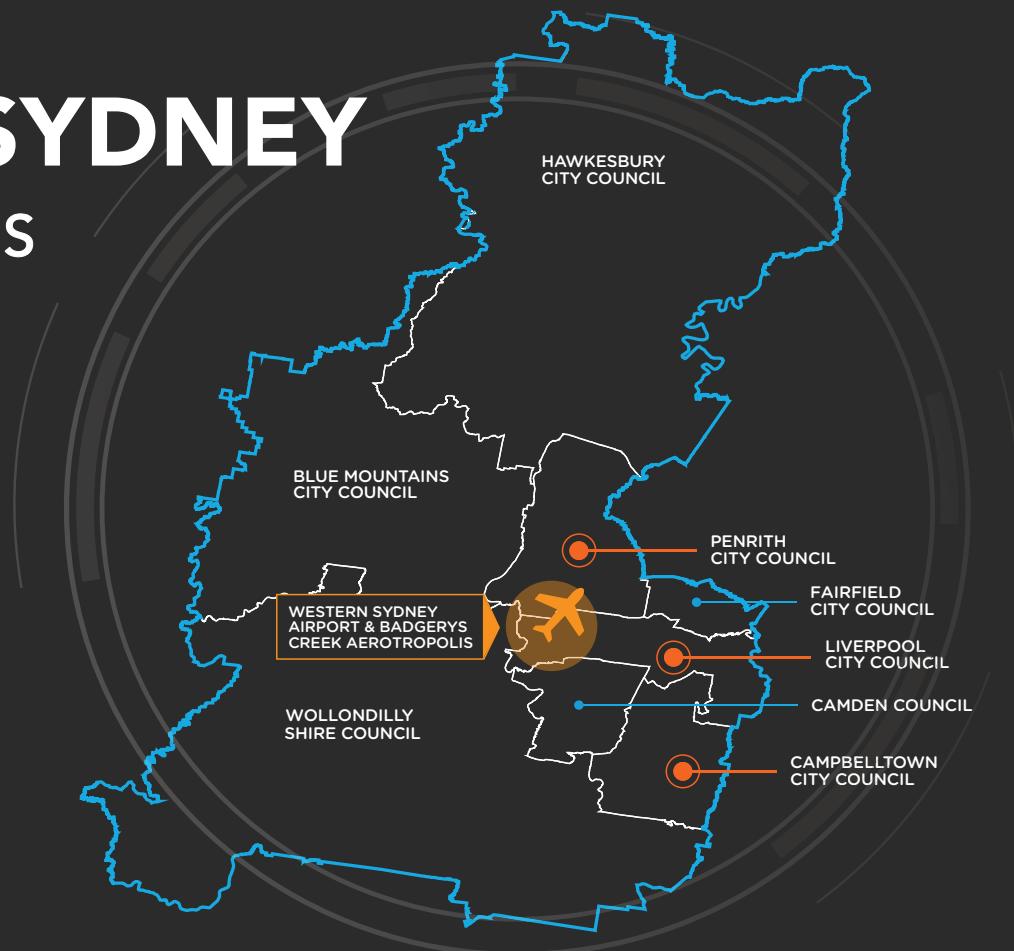 SYDNEY
S
HAWKESBURY
CITY COUNCIL
BLUE MOUNTAINS
CITY COUNCIL
PENRITH
CITY COUNCIL
FAIRFIELD
CITY COUNCIL
WESTERN SYDNEY
AIRPORT & BADGERYS
CREEK AEROTROPOLIS
LIVERPOOL
CITY COUNCIL
CAMDEN COUNCIL
WOLLONDILLY
SHIRE COUNCIL
CAMPBELLTOWN
CITY COUNCIL